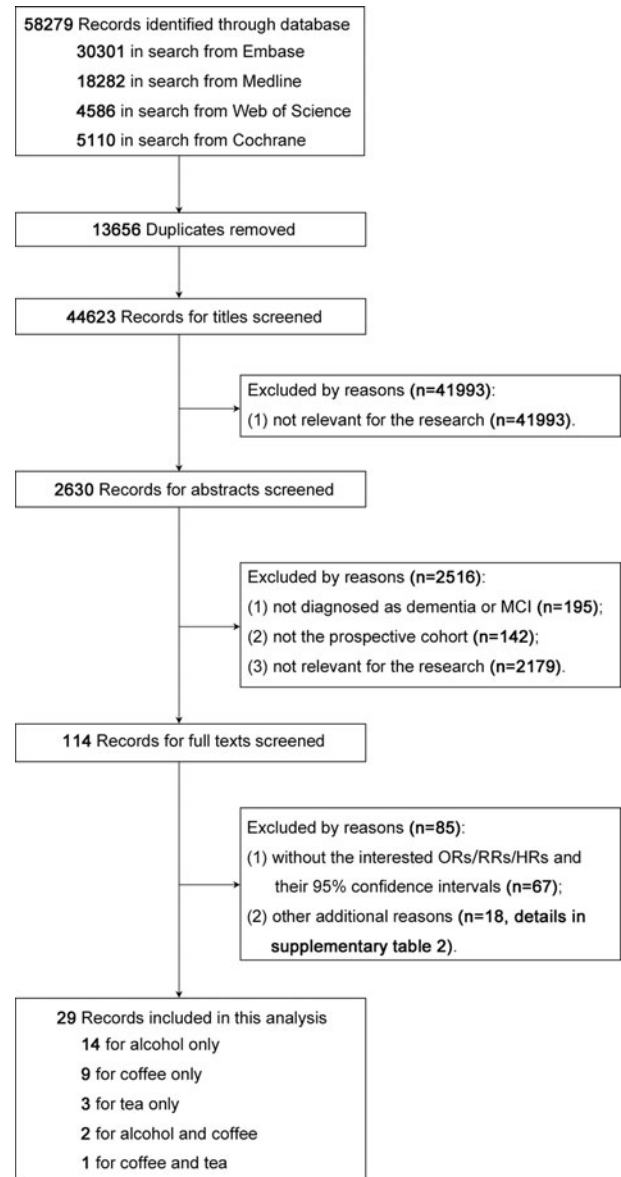 58279 Records identified through database
30301 in search from Embase
18282 in search from Medline
4586 in search from Web of Science
5110 in search from Cochrane
13656 Duplicates removed
44623 Records for titles screened
Excluded by reasons (n=41993):
(1) not relevant for the research (n=41993).
2630 Records for abstracts screened
Excluded by reasons (n=2516):
(1) not diagnosed as dementia or MCI (n=195);
(2) not the prospective cohort (n=142);
(3) not relevant for the research (n=2179).
114 Records for full texts screened
Excluded by reasons (n=85):
(1) without the interested ORs/RRs/HRs and
their 95% confidence intervals (n=67);
(2) other additional reasons (n=18, details in
supplementary table 2).
29 Records included in this analysis
14 for alcohol only
9 for coffee only
3 for tea only
2 for alcohol and coffee
1 for coffee and tea